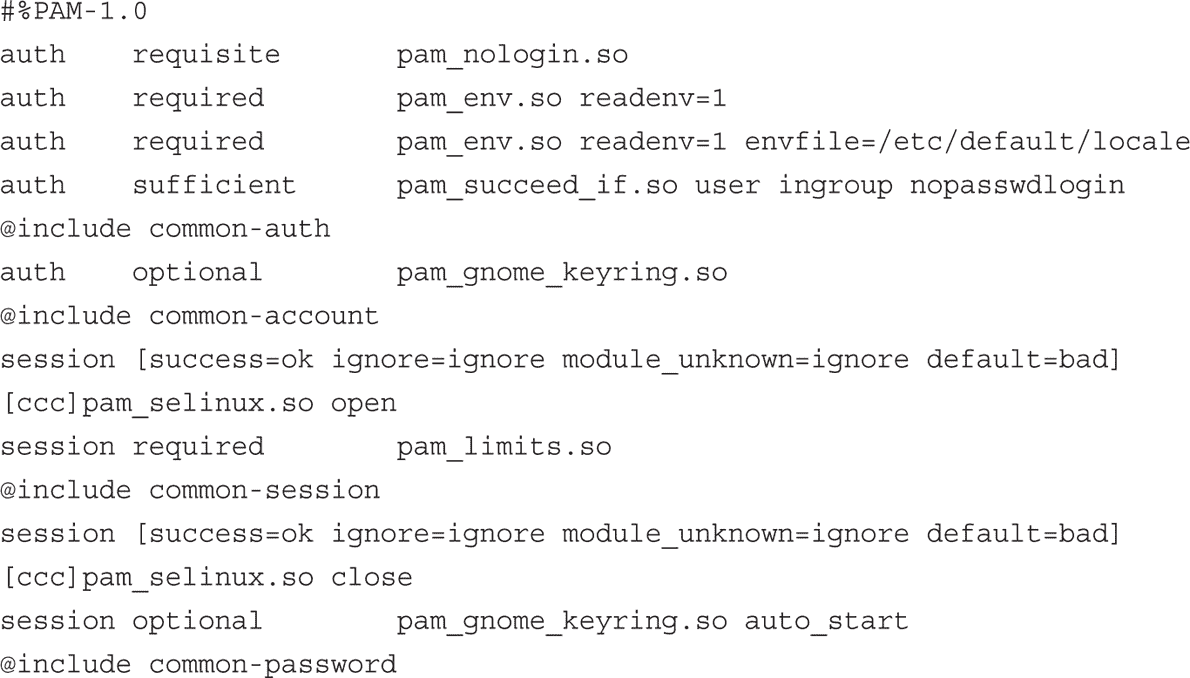 #%PAM-1.0
auth    requisite       pam_nologin.so
auth    required        pam_env.so readenv=1
auth    required        pam_env.so readenv=1 envfile=/etc/default/locale
auth    sufficient      pam_succeed_if.so user ingroup nopasswdlogin
@include common-auth
auth    optional        pam_gnome_keyring.so
@include common-account
session [success=ok ignore=ignore module_unknown=ignore default=bad]
[ccc]pam_selinux.so open
session required        pam_limits.so
@include common-session
session [success=ok ignore=ignore module_unknown=ignore default=bad]
[ccc]pam_selinux.so close
session optional        pam_gnome_keyring.so auto_start
@include common-password